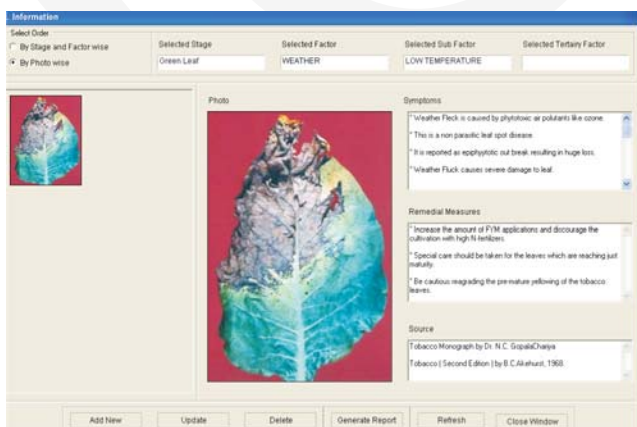 Information
Select Order
By Stage and Factor wise
By Photo wise
Selected Stage
Green Leaf
Selected Factor
WEATHER
Selected Sub Factor
LOW TEMPERATURE
Selected Tertairy Factor
Photo
Symptoms
* Weather Fleck is caused by phytotoxic air polutants like ozone.
* This is a non parasitic leaf spot disease.
* It is reported as epiphyytotic out break resulting in huge loss.
* Weather Fluck causes severe damage to leaf.
Remedial Measures
* Increase the amount of FYM applications and discourage the
cultivation with high N-fertilizers.
* Special care should be taken for the leaves which are reaching just
maturity.
* Be cautious reagrading the pre-mature yellowing of the tobacco
leaves.
Source
Tobacco Monograph by Dr. N.C. GopalaChariya
Tobacco ( Second Edition ) by B.C.Akehurst, 1968.
Add New
Update
Delete
Generate Report
Refresh
Close Window